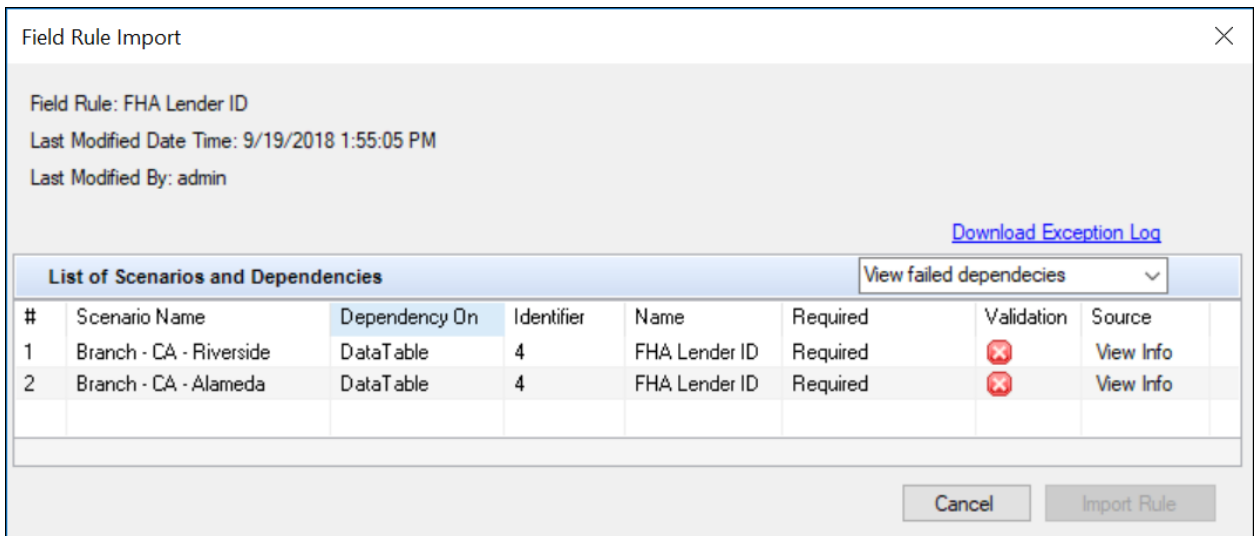 Field Rule Import
Field Rule: FHA Lender ID
Last Modified Date Time: 9/19/2018 1:55:05 PM
Last Modified By: admin
Download Exception Log
List of Scenarios and Dependencies View failed dependecies
# Scenario Name Dependency On Identifier Name Required Validation Source
1 Branch - CA - Riverside DataTable 4 FHA Lender ID Required View Info
2 Branch - CA - Alameda DataTable 4 FHA Lender ID Required View Info
Cancel Import Rule